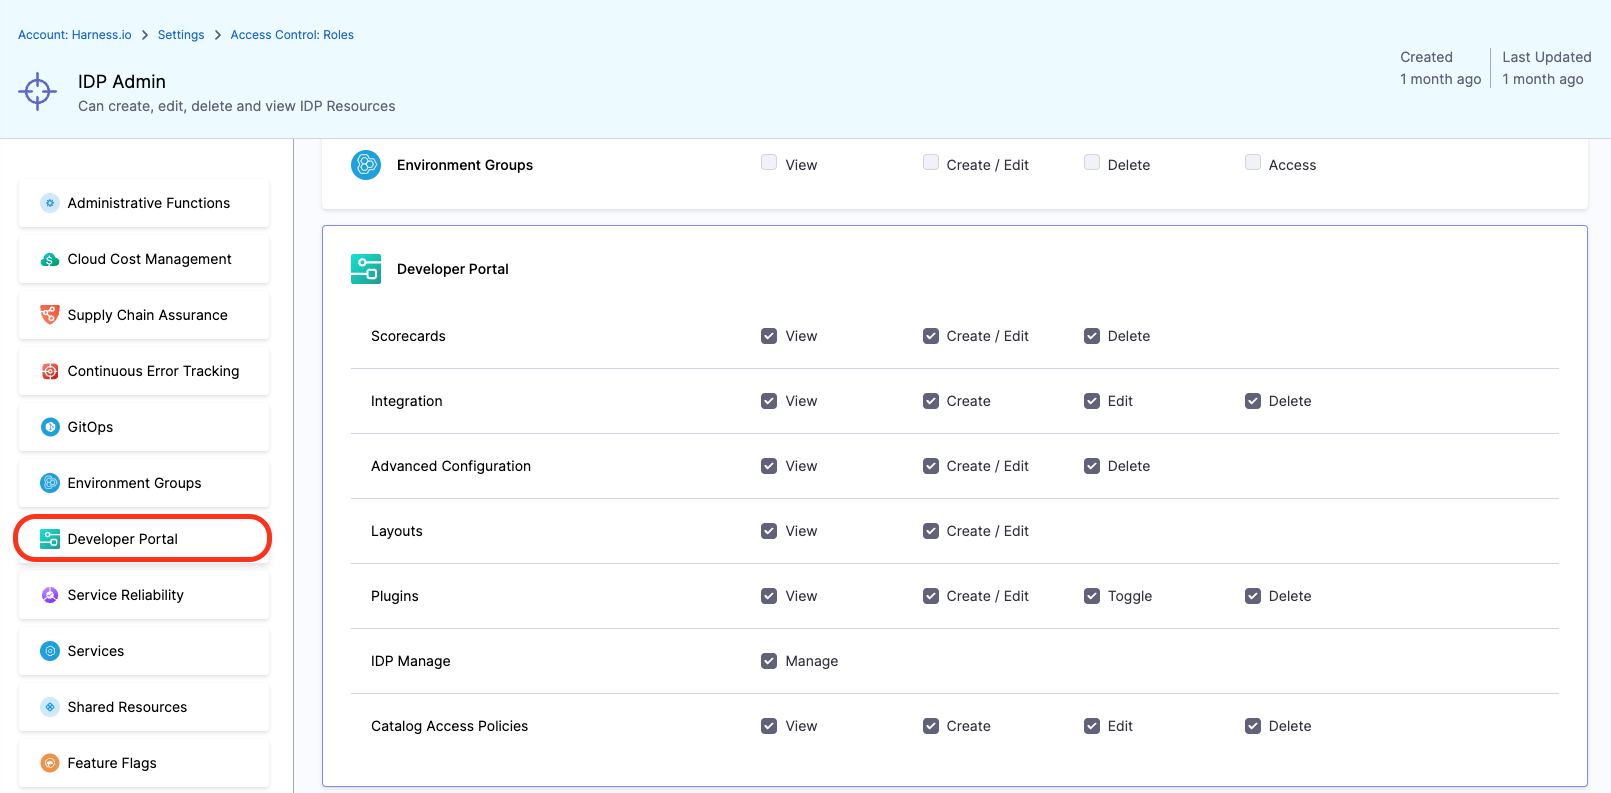 Account: Harness.io > Settings > Access Control: Roles
IDP Admin
Can create, edit, delete and view IDP Resources
Created
1 month ago
Last Updated
1 month ago
Administrative Functions
Cloud Cost Management
Supply Chain Assurance
Continuous Error Tracking
GitOps
Environment Groups
Developer Portal
Service Reliability
Services
Shared Resources
Feature Flags
Environment Groups View Create / Edit Delete Access
Developer Portal
Scorecards View Create / Edit Delete
Integration View Create Edit Delete
Advanced Configuration View Create / Edit Delete
Layouts View Create / Edit
Plugins View Create / Edit Toggle Delete
IDP Manage Manage
Catalog Access Policies View Create Edit Delete